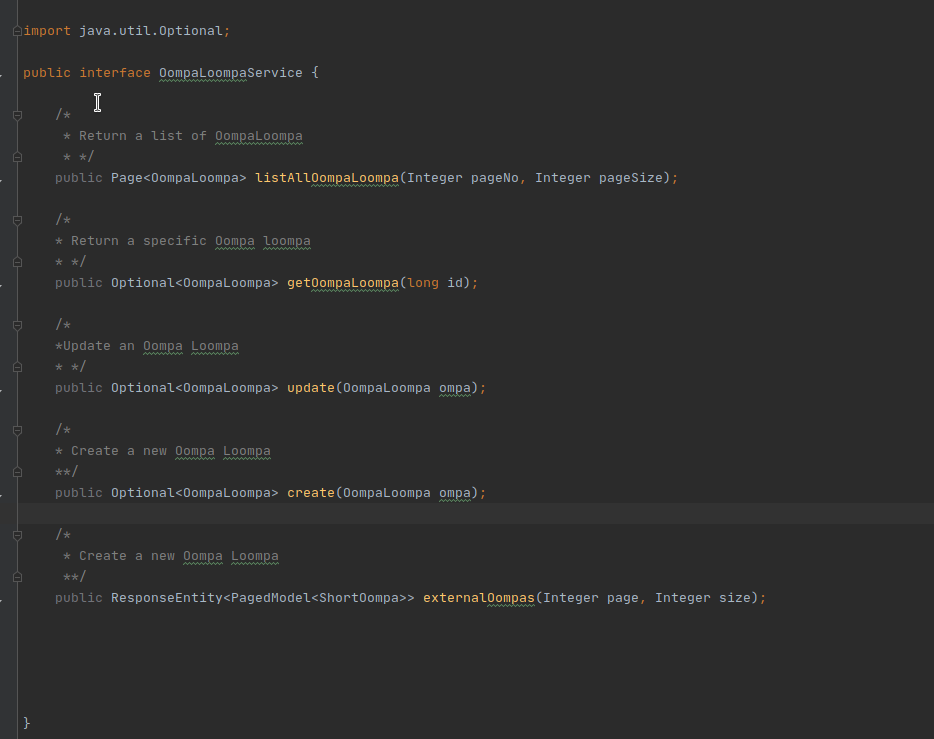 import java.util.Optional;
public interface OompaLoompaService {
/*
* Return a list of OompaLoompa
* */
public Page<OompaLoompa> listAllOompaLoompa(Integer pageNo, Integer pageSize);
/*
* Return a specific Oompa loompa
* */
public Optional<OompaLoompa> getOompaLoompa(long id);
/*
*Update an Oompa Loompa
* */
public Optional<OompaLoompa> update(OompaLoompa ompa);
/*
* Create a new Oompa Loompa
**/
public Optional<OompaLoompa> create(OompaLoompa ompa);
/*
* Create a new Oompa Loompa
**/
public ResponseEntity<PagedModel<ShortOompa>> externalOompas(Integer page, Integer size);
}